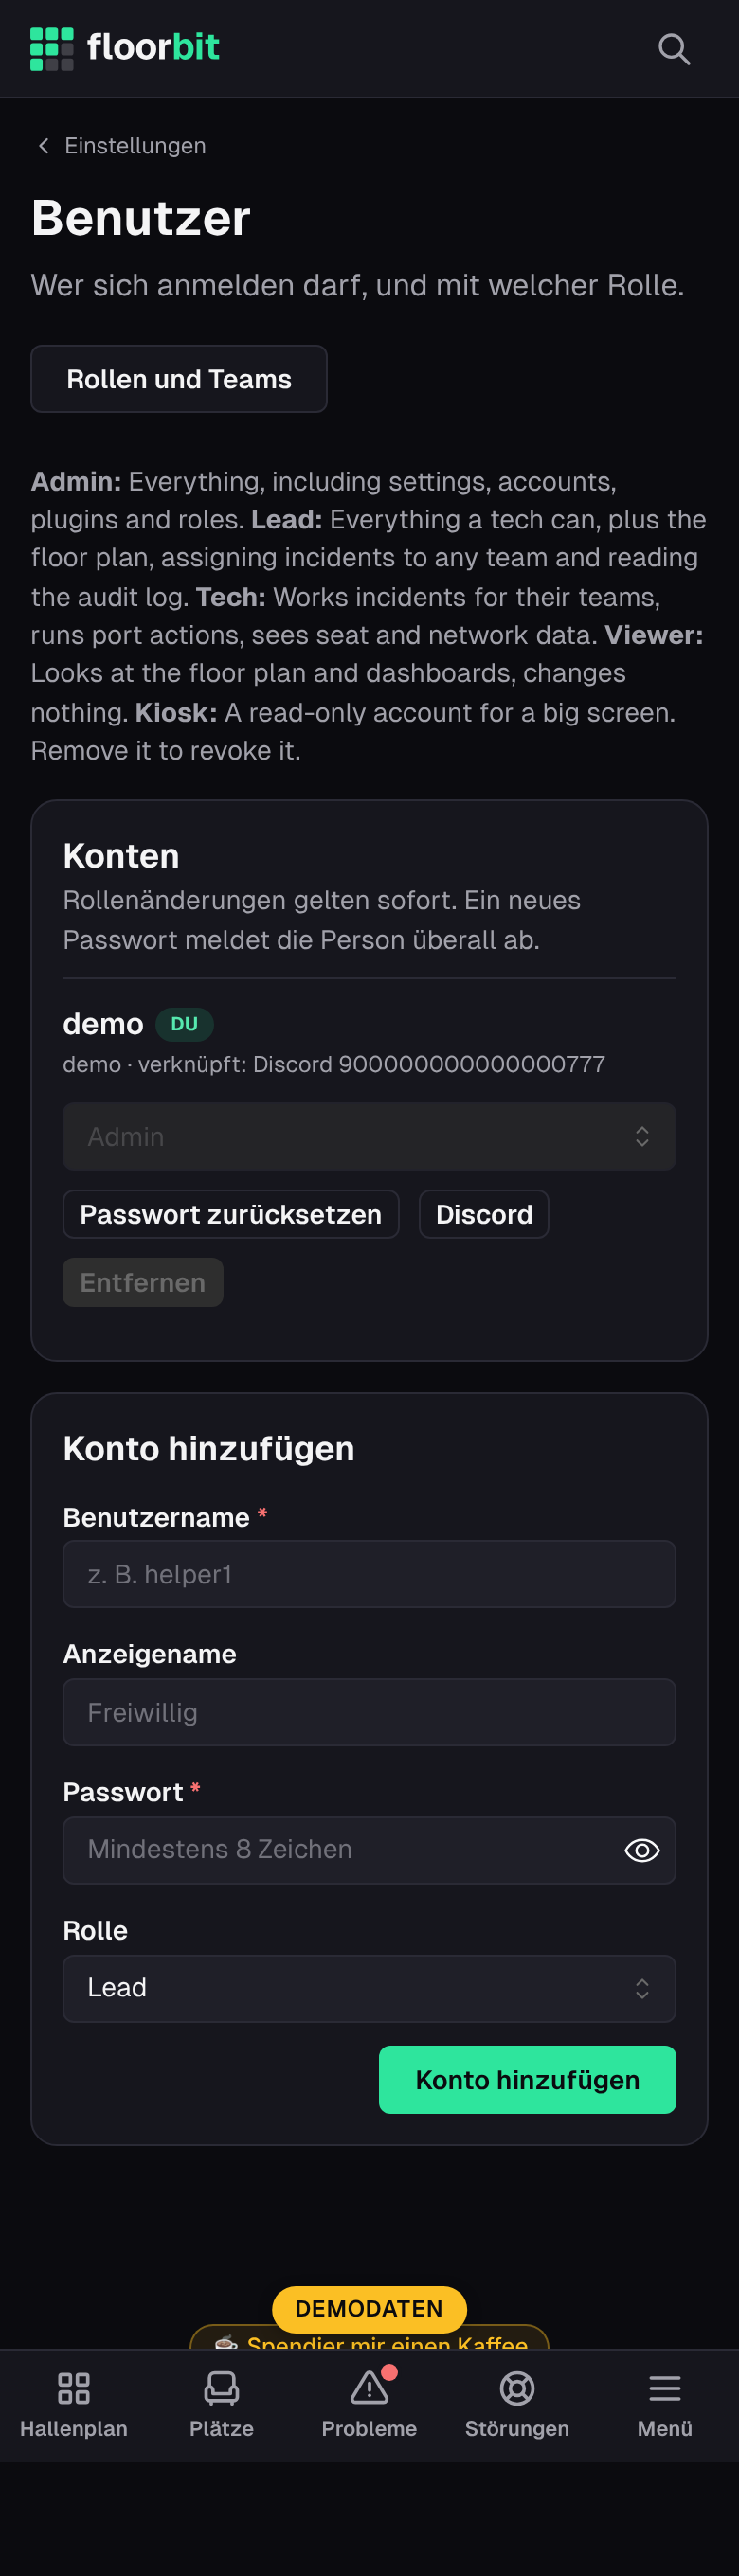 floorbit
Einstellungen
Benutzer
Wer sich anmelden darf, und mit welcher Rolle.
Rollen und Teams
Admin: Everything, including settings, accounts,
plugins and roles. Lead: Everything a tech can, plus the
floor plan, assigning incidents to any team and reading
the audit log. Tech: Works incidents for their teams,
runs port actions, sees seat and network data. Viewer:
Looks at the floor plan and dashboards, changes
nothing. Kiosk: A read-only account for a big screen.
Remove it to revoke it.
Konten
Rollenänderungen gelten sofort. Ein neues
Passwort meldet die Person überall ab.
demo DU
demo · verknüpft: Discord 900000000000000777
Admin
Passwort zurücksetzen Discord
Entfernen
Konto hinzufügen
Benutzername *
z. B. helper1
Anzeigename
Freiwillig
Passwort *
Mindestens 8 Zeichen
Rolle
Lead
Konto hinzufügen
DEMODATEN
Spendier mir einen Kaffee
Hallenplan Plätze Probleme Störungen Menü